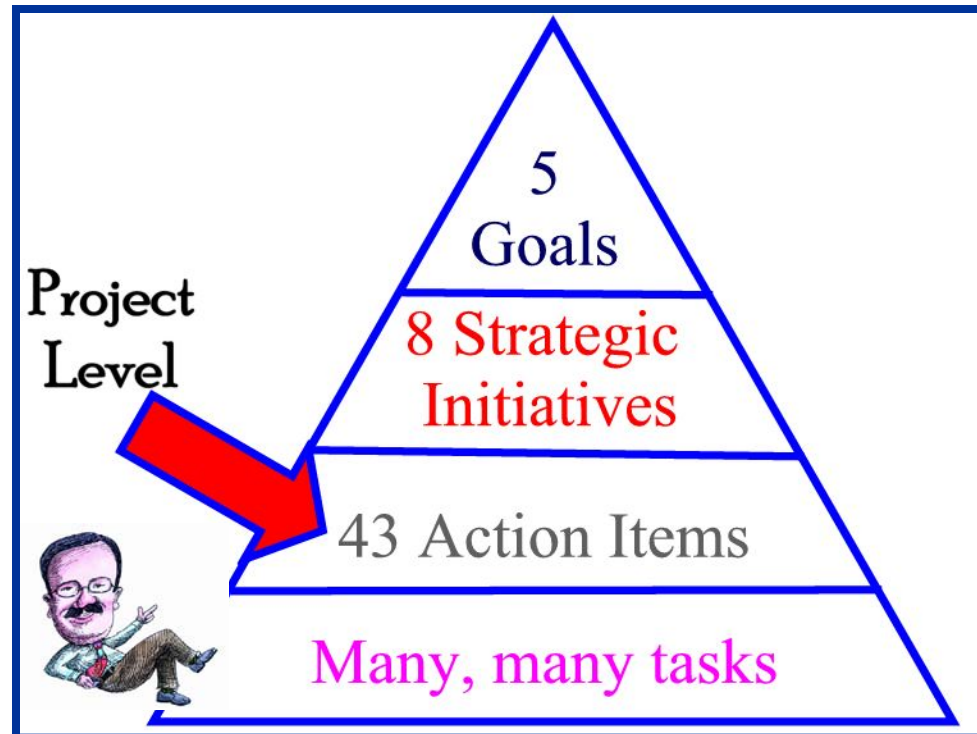 5
Goals
Project
Level
8 Strategic
Initiatives
43 Action Items
Many, many tasks